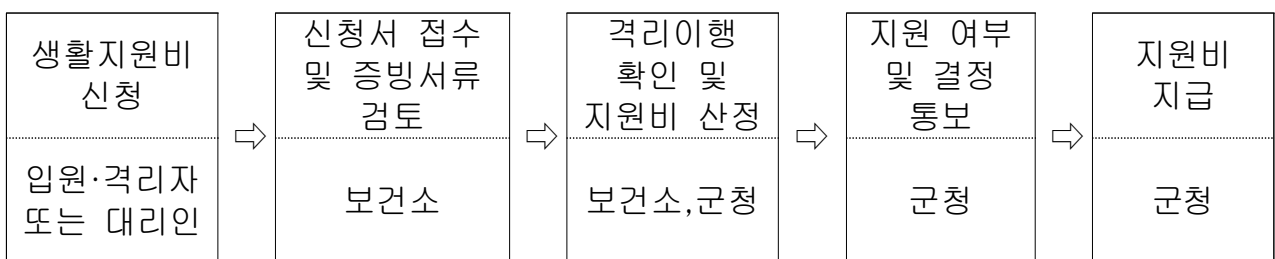 생활지원비
신청
입원·격리자
또는 대리인
⇨
신청서 접수
및 증빙서류
검토
보건소
⇨
격리이행
확인 및
지원비 산정
보건소,군청
⇨
지원 여부
및 결정
통보
군청
⇨
지원비
지급
군청